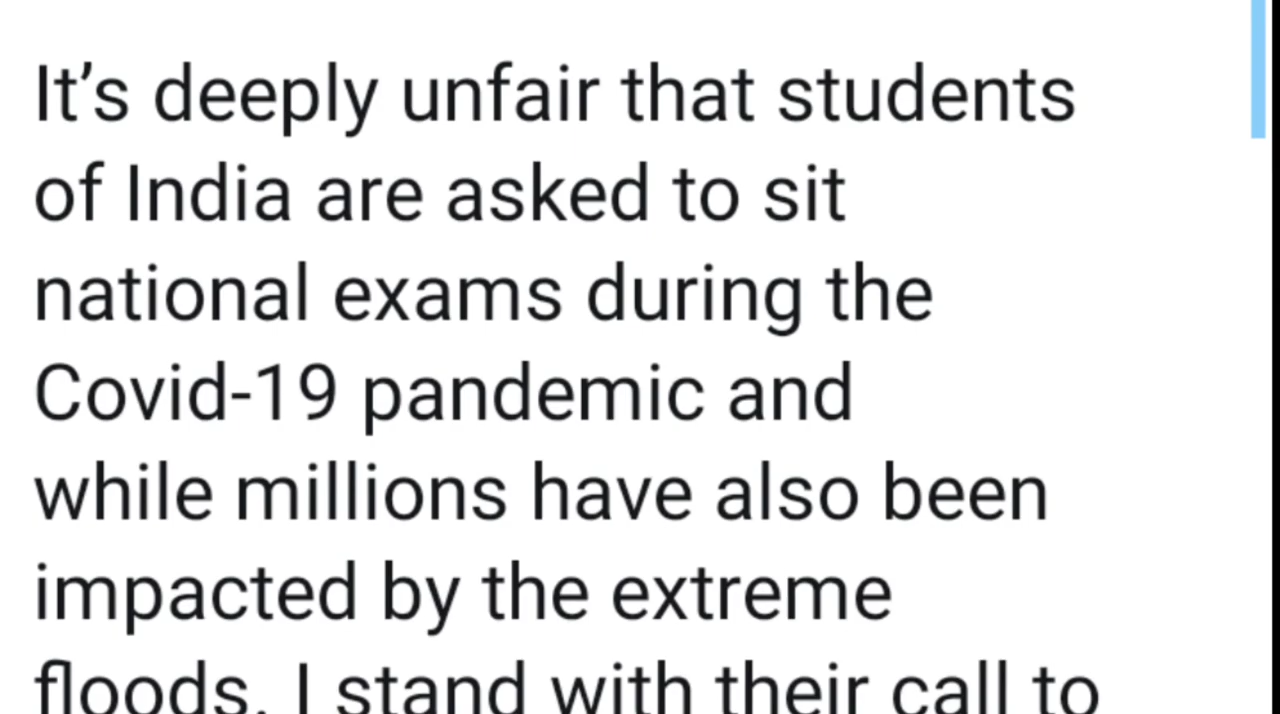 It’s deeply unfair that students
of India are asked to sit
national exams during the
Covid-19 pandemic and
while millions have also been
impacted by the extreme
floods. I stand with their call to